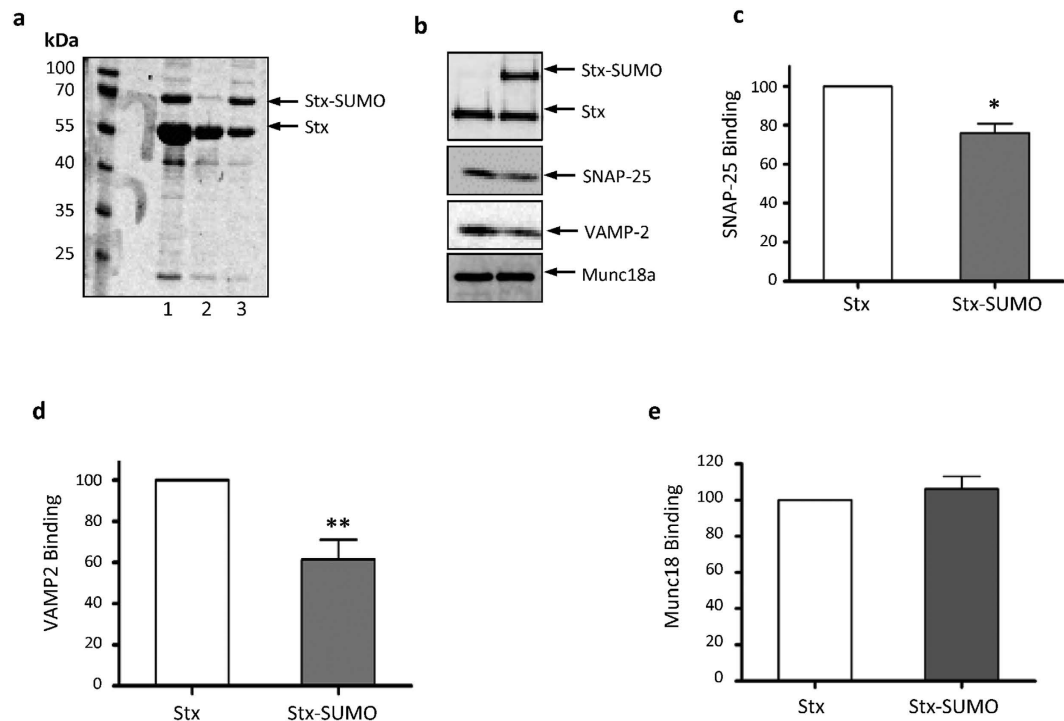 a
kDa
100
70
55
40
35
25
Stx-SUMO
Stx
1 2 3
b
Stx-SUMO
Stx
SNAP-25
VAMP-2
Munc18a
c
SNAP-25 Binding
100
80
60
40
20
0
*
Stx Stx-SUMO
d
VAMP2 Binding
100
80
60
40
20
0
**
Stx Stx-SUMO
e
Munc18 Binding
120
100
80
60
40
20
0
Stx Stx-SUMO